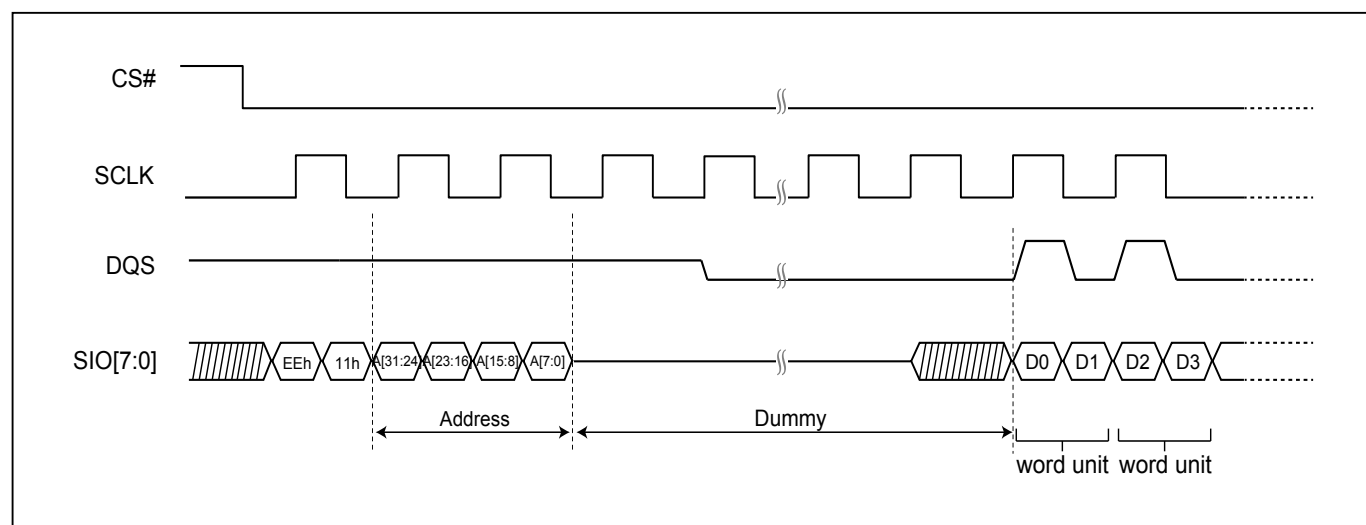 CS#
SCLK
DQS
SIO[7:0]
EEh 11h A[31:24] A[23:16] A[15:8] A[7:0] D0 D1 D2 D3
Address
Dummy
word unit word unit